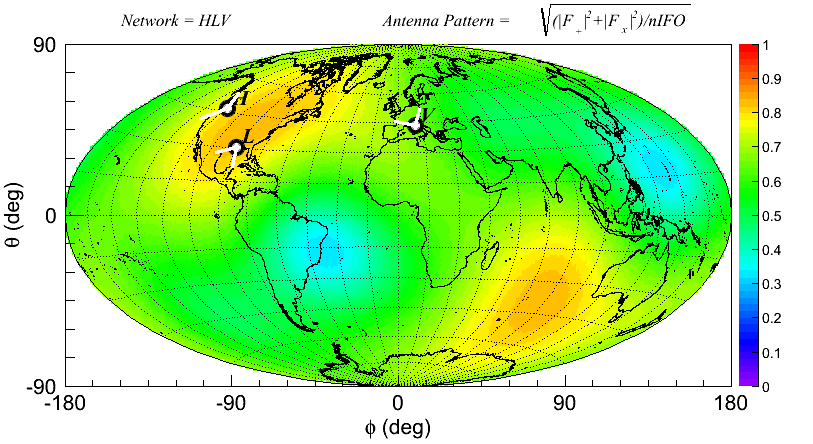 Network = HLV
Antenna Pattern = √(|F₊|²+|Fₓ|²)/nIFO
90
0
-90
θ (deg)
-180
-90
0
90
180
ϕ (deg)
H
L
V
1
0.9
0.8
0.7
0.6
0.5
0.4
0.3
0.2
0.1
0